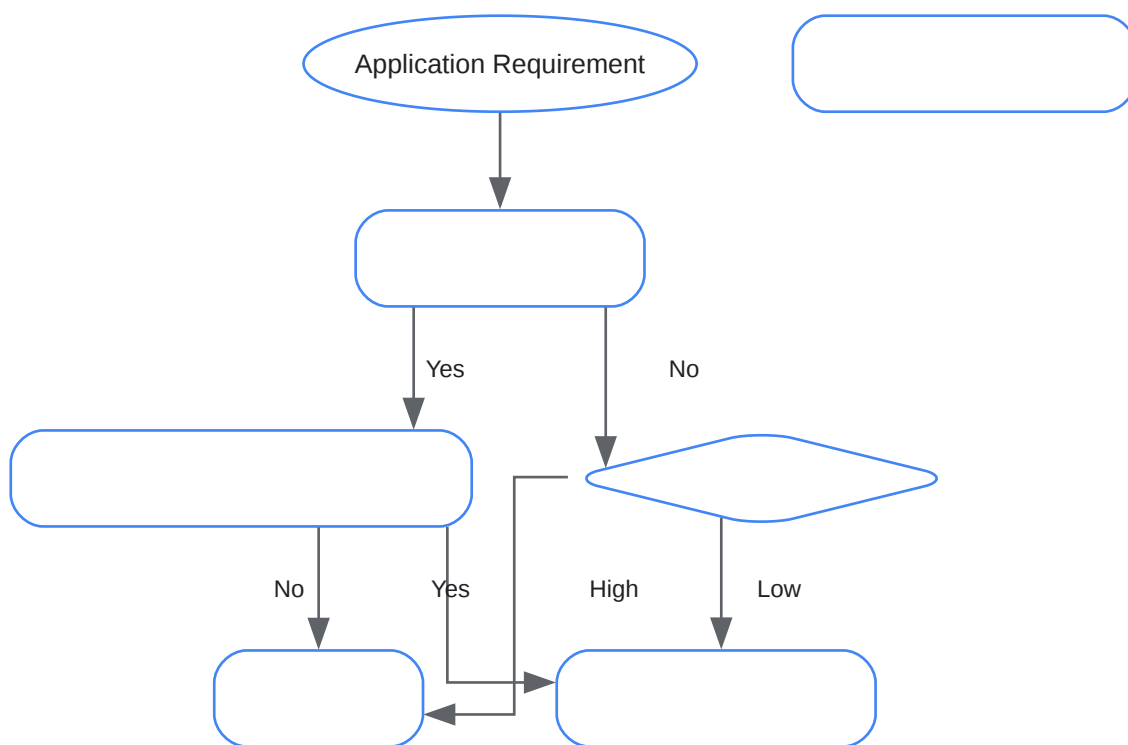 Application Requirement
Yes
No
No
Yes
High
Low